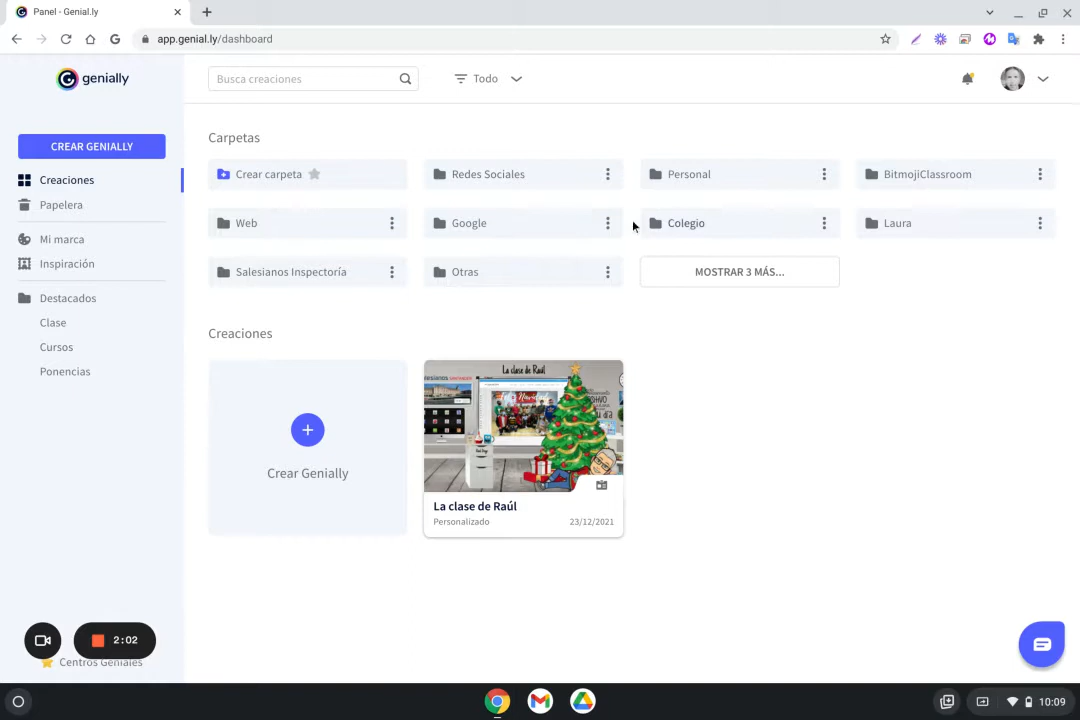 Panel - Genial.ly
app.genial.ly/dashboard
genially
Busca creaciones
Todo
CREAR GENIALLY
Creaciones
Papelera
Mi marca
Inspiración
Destacados
Clase
Cursos
Ponencias
Carpetas
Crear carpeta
Redes Sociales
Personal
BitmojiClassroom
Web
Google
Colegio
Laura
Salesianos Inspectoría
Otras
MOSTRAR 3 MÁS...
Creaciones
Crear Genially
La clase de Raúl
Feliz Navidad
La clase de Raúl
Personalizado
23/12/2021
2:02
Centros Geniales
10:09